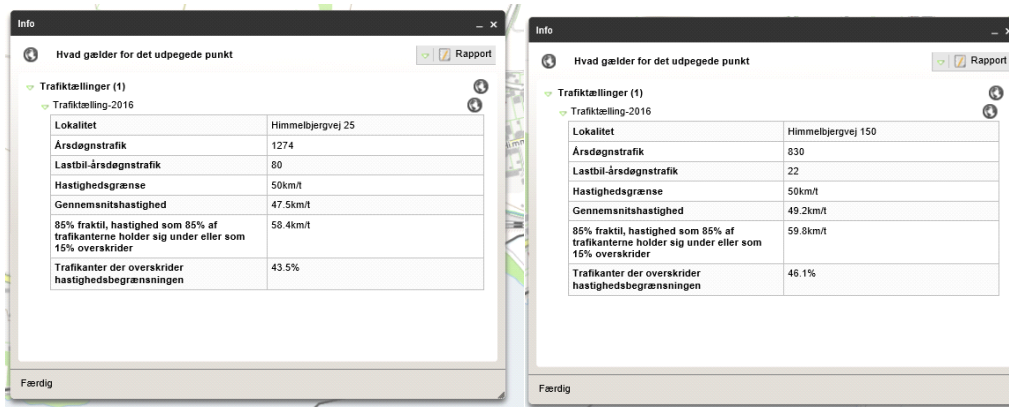 Info
Hvad gælder for det udpegede punkt
Rapport
Trafiktællinger (1)
Trafiktælling-2016
Lokalitet Himmelbjergvej 25
Årsdøgnstrafik 1274
Lastbil-årsdøgnstrafik 80
Hastighedsgrænse 50km/t
Gennemsnitshastighed 47.5km/t
85% fraktil, hastighed som 85% af 58.4km/t
trafikanterne holder sig under eller som
15% overskrider
Trafikanter der overskrider 43.5%
hastighedsbegrænsningen
Færdig
Info
Hvad gælder for det udpegede punkt
Rapport
Trafiktællinger (1)
Trafiktælling-2016
Lokalitet Himmelbjergvej 150
Årsdøgnstrafik 830
Lastbil-årsdøgnstrafik 22
Hastighedsgrænse 50km/t
Gennemsnitshastighed 49.2km/t
85% fraktil, hastighed som 85% af 59.8km/t
trafikanterne holder sig under eller som
15% overskrider
Trafikanter der overskrider 46.1%
hastighedsbegrænsningen
Færdig